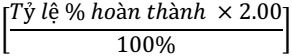 [Tỷ lệ % hoàn thành × 2.00
100%]